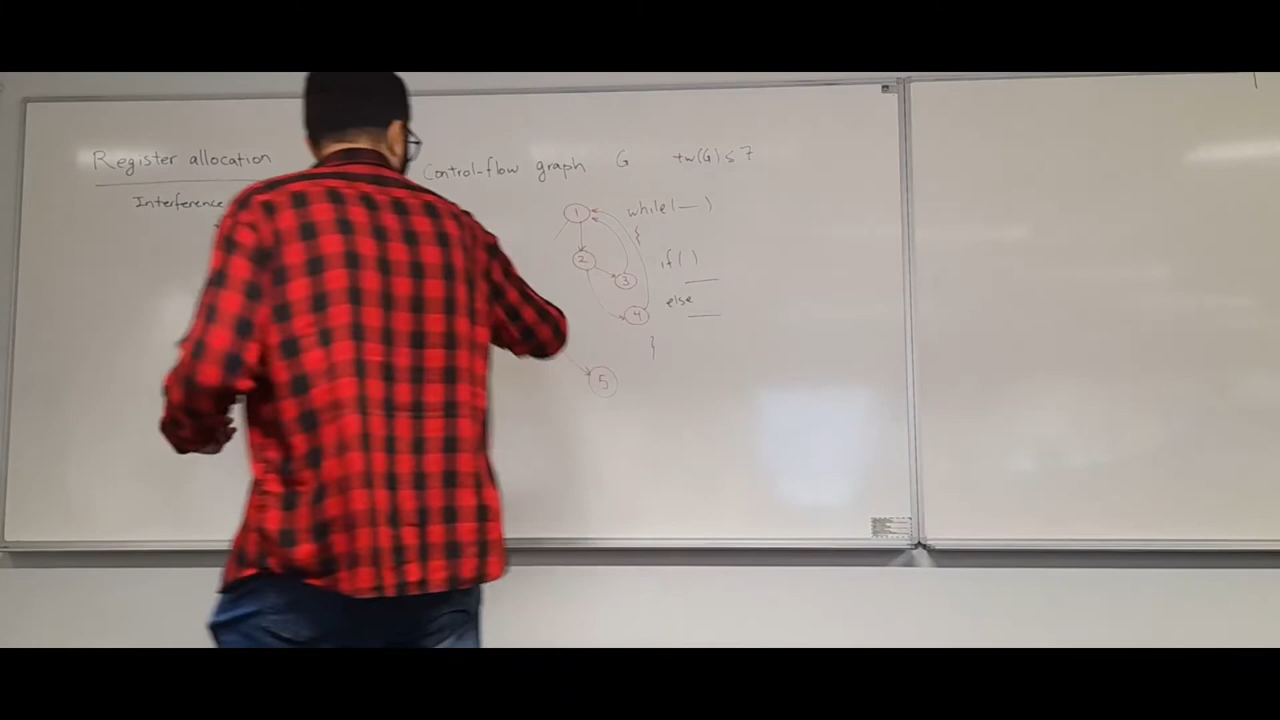 Register allocation
Interference
Control-flow graph G tw(G) ≤ 7
1
while( — )
{
2
if ( )
3
else
4
}
5